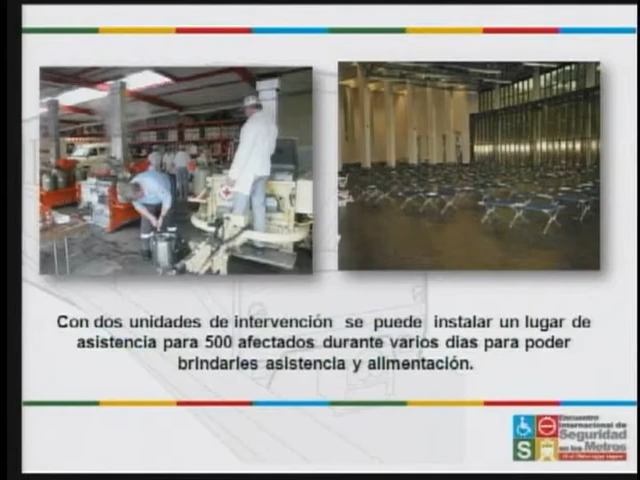 Con dos unidades de intervención se puede instalar un lugar de
asistencia para 500 afectados durante varios dias para poder
brindarles asistencia y alimentación.
Encuentro
Internacional de
Seguridad
en los Metros
S